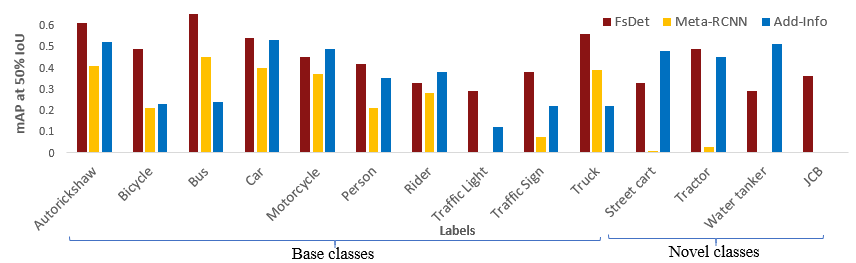 FsDet Meta-RCNN Add-Info
mAP at 50% IoU
0.6
0.5
0.4
0.3
0.2
0.1
0
Autorickshaw Bicycle Bus Car Motorcycle Person Rider Traffic Light Traffic Sign Truck Street cart Tractor Water tanker JCB
Labels
Base classes Novel classes